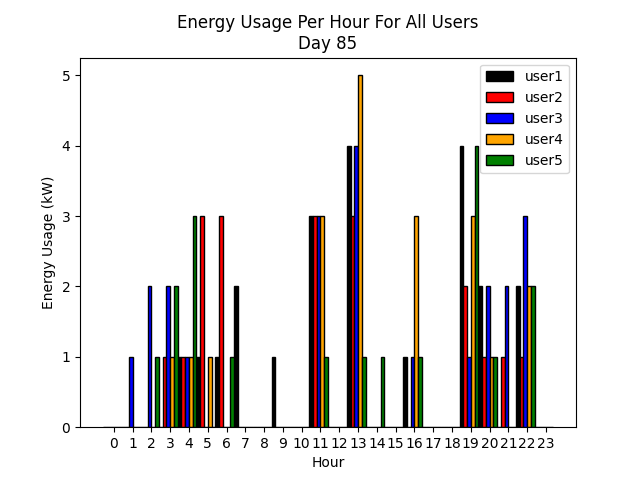 Energy Usage Per Hour For All Users
Day 85
user1
user2
user3
user4
user5
Energy Usage (kW)
5
4
3
2
1
0
0 1 2 3 4 5 6 7 8 9 10 11 12 13 14 15 16 17 18 19 20 21 22 23
Hour